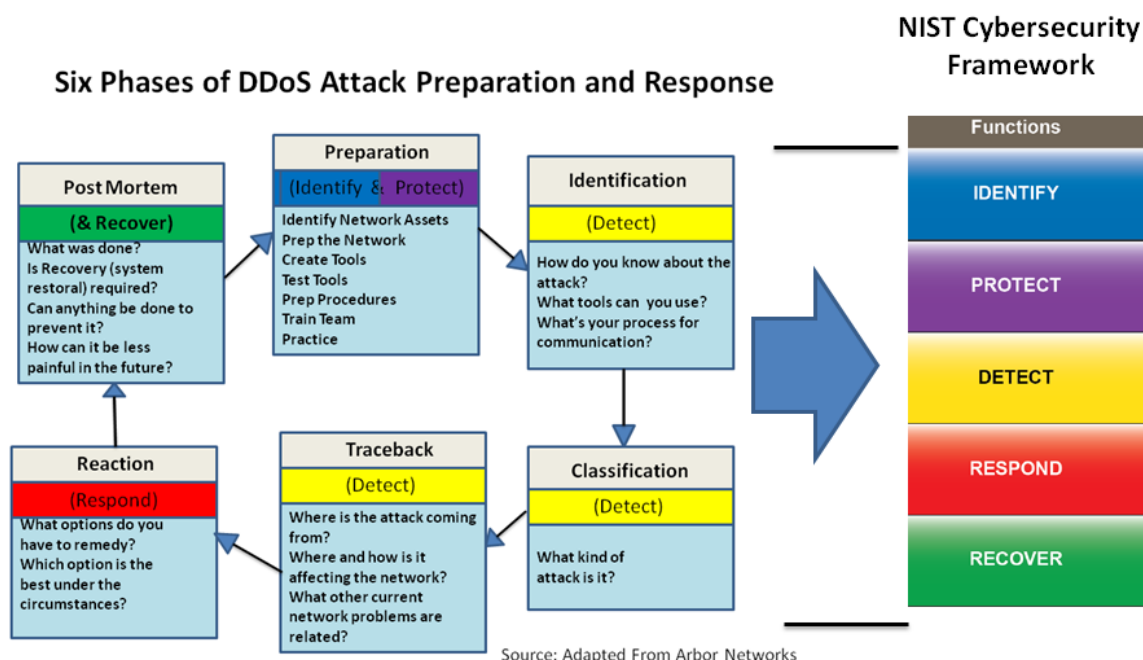 NIST Cybersecurity
Framework
Six Phases of DDoS Attack Preparation and Response
Post Mortem
(& Recover)
What was done?
Is Recovery (system
restoral) required?
Can anything be done to
prevent it?
How can it be less
painful in the future?
Preparation
(Identify & Protect)
Identify Network Assets
Prep the Network
Create Tools
Test Tools
Prep Procedures
Train Team
Practice
Identification
(Detect)
How do you know about the
attack?
What tools can you use?
What's your process for
communication?
Reaction
(Respond)
What options do you
have to remedy?
Which option is the
best under the
circumstances?
Traceback
(Detect)
Where is the attack coming
from?
Where and how is it
affecting the network?
What other current
network problems are
related?
Classification
(Detect)
What kind of
attack is it?
Functions
IDENTIFY
PROTECT
DETECT
RESPOND
RECOVER
Source: Adapted From Arbor Networks